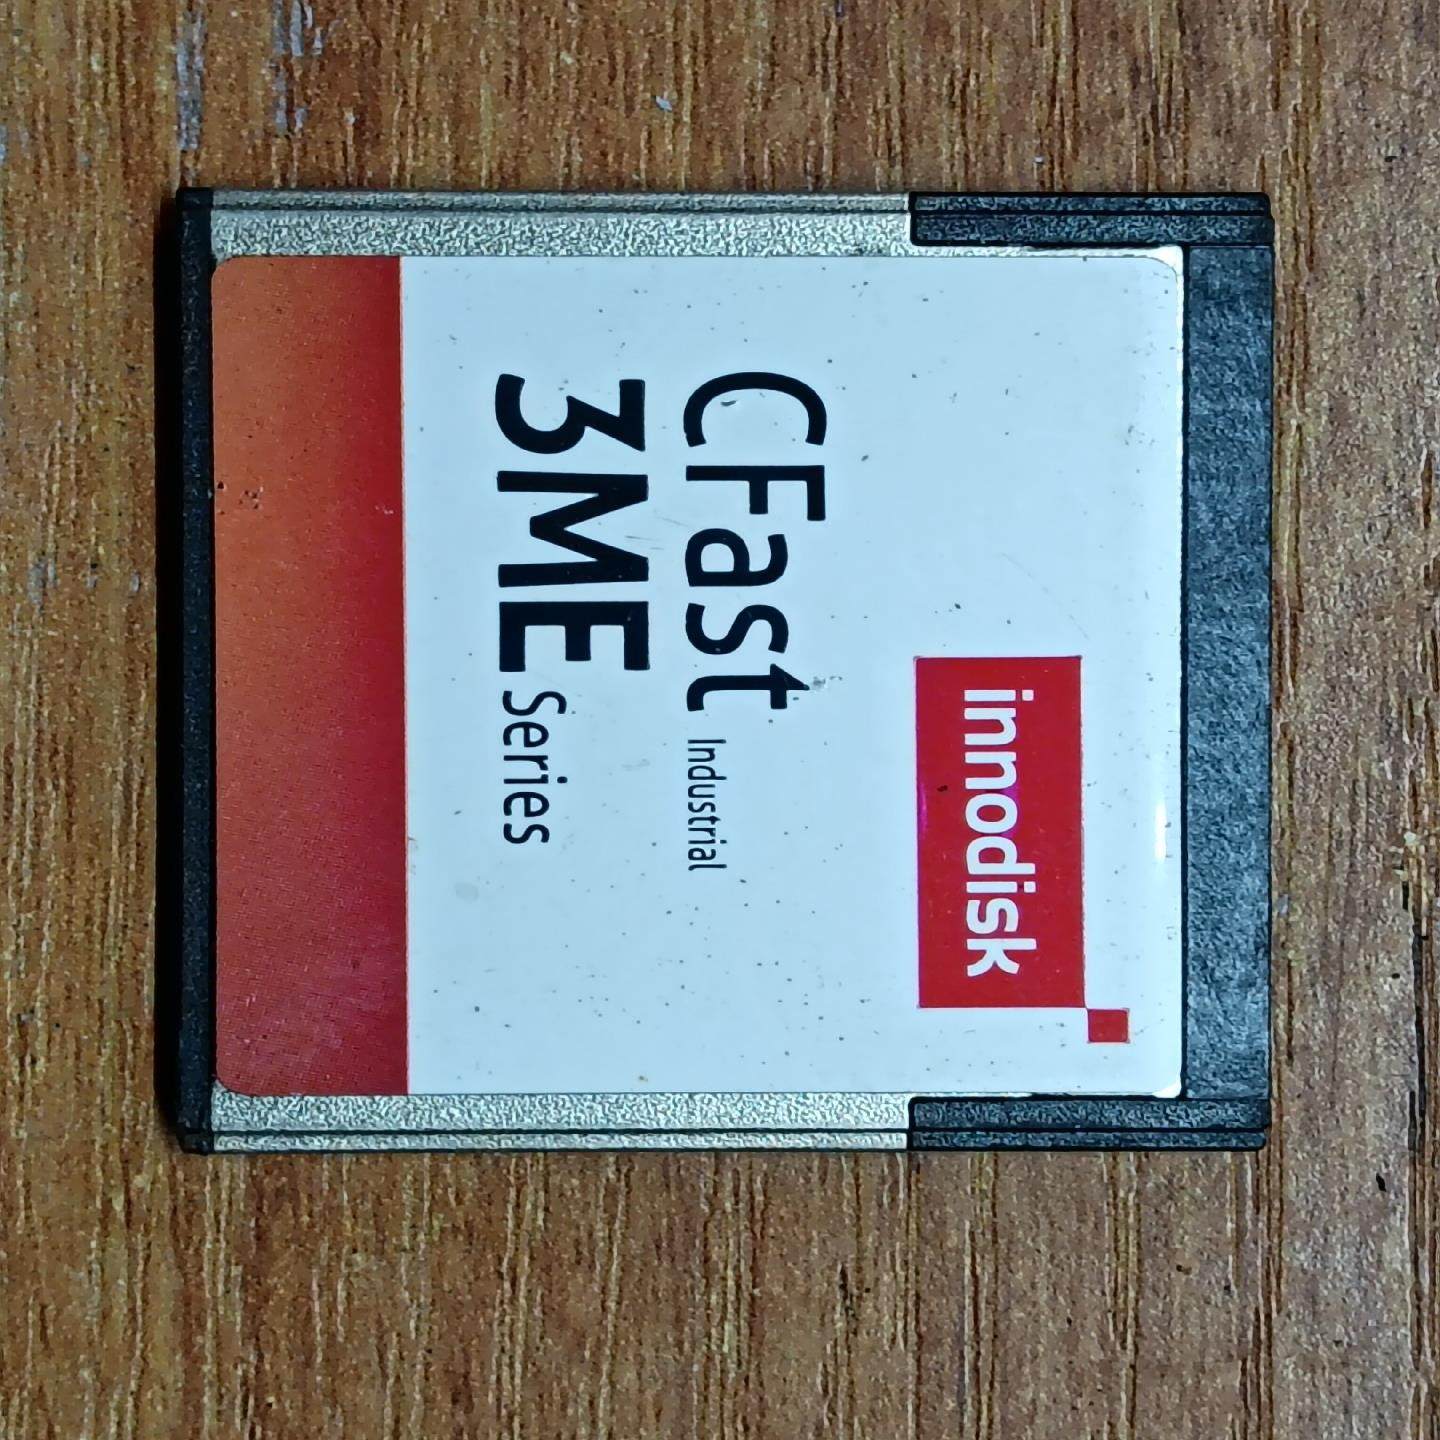 innodisk
CFast Industrial
3ME Series